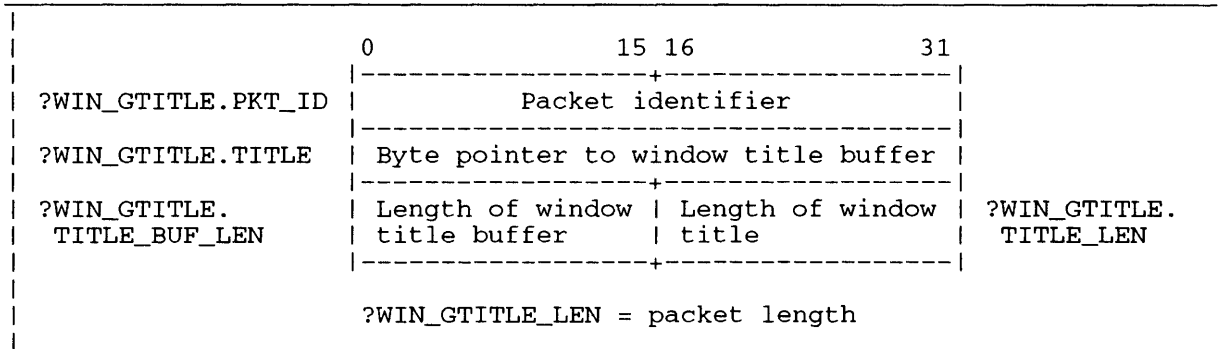 0 15 16 31
?WIN_GTITLE.PKT_ID Packet identifier
?WIN_GTITLE.TITLE Byte pointer to window title buffer
?WIN_GTITLE. Length of window Length of window ?WIN_GTITLE.
TITLE_BUF_LEN title buffer title TITLE_LEN
?WIN_GTITLE_LEN = packet length